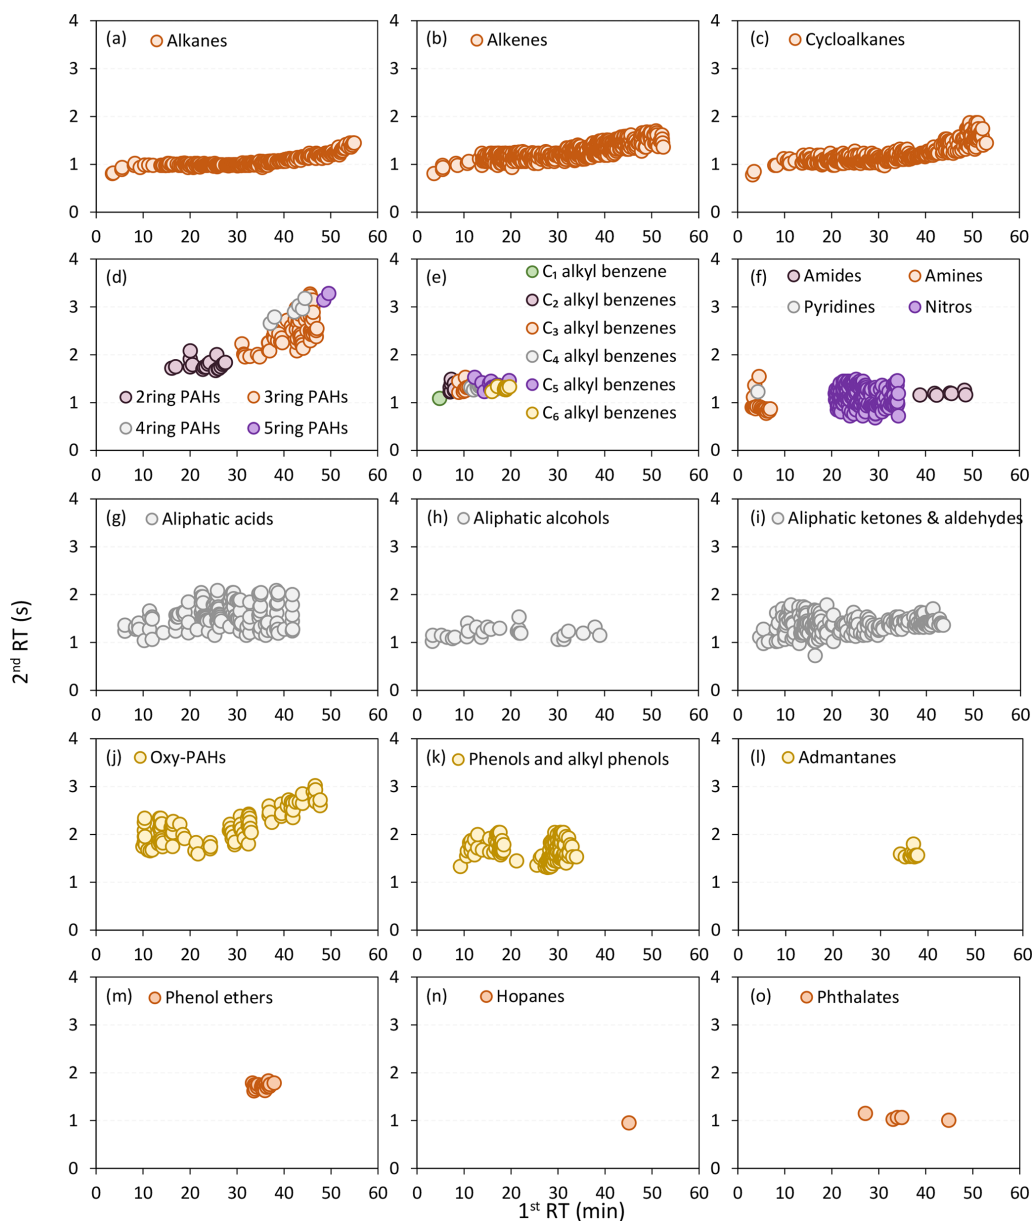 (a) Alkanes
4
3
2
1
0
0 10 20 30 40 50 60
(b) Alkenes
4
3
2
1
0
0 10 20 30 40 50 60
(c) Cycloalkanes
4
3
2
1
0
0 10 20 30 40 50 60
(d)
4
3
2
1
0
2ring PAHs 3ring PAHs
4ring PAHs 5ring PAHs
0 10 20 30 40 50 60
(e)
C₁ alkyl benzene
C₂ alkyl benzenes
C₃ alkyl benzenes
C₄ alkyl benzenes
C₅ alkyl benzenes
C₆ alkyl benzenes
4
3
2
1
0
0 10 20 30 40 50 60
(f) Amides Amines
Pyridines Nitros
4
3
2
1
0
0 10 20 30 40 50 60
(g) Aliphatic acids
4
3
2
1
0
0 10 20 30 40 50 60
(h) Aliphatic alcohols
4
3
2
1
0
0 10 20 30 40 50 60
(i) Aliphatic ketones & aldehydes
4
3
2
1
0
0 10 20 30 40 50 60
2ⁿᵈ RT (s)
(j) Oxy-PAHs
4
3
2
1
0
0 10 20 30 40 50 60
(k) Phenols and alkyl phenols
4
3
2
1
0
0 10 20 30 40 50 60
(l) Admantanes
4
3
2
1
0
0 10 20 30 40 50 60
(m) Phenol ethers
4
3
2
1
0
0 10 20 30 40 50 60
(n) Hopanes
4
3
2
1
0
0 10 20 30 40 50 60
(o) Phthalates
4
3
2
1
0
0 10 20 30 40 50 60
1ˢᵗ RT (min)